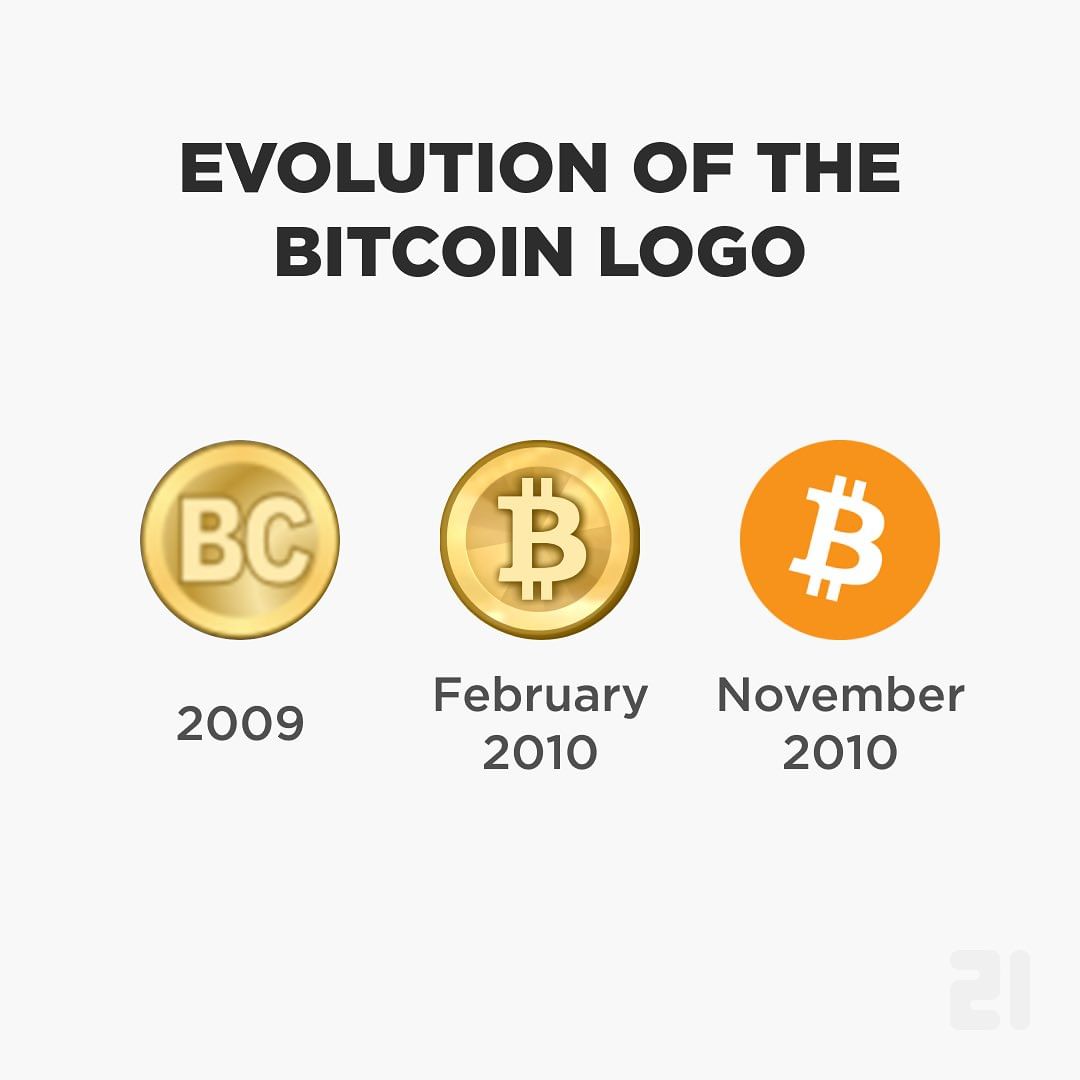 EVOLUTION OF THE
BITCOIN LOGO
BC
₿
₿
2009
February
2010
November
2010
21